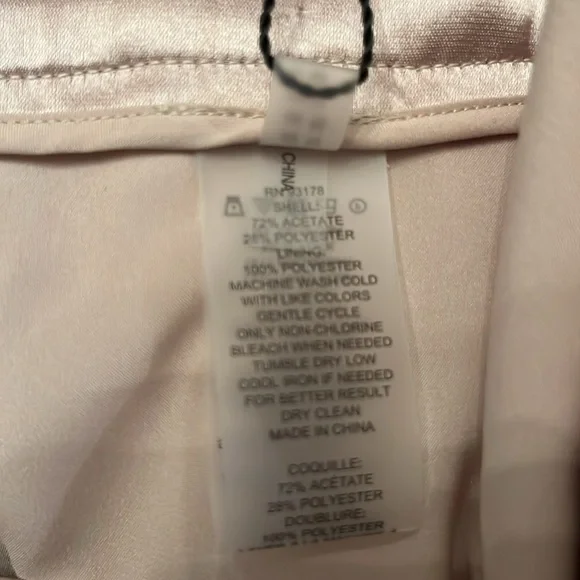 CHINA
RN 93178
SHELL:
72% ACETATE
28% POLYESTER
LINING:
100% POLYESTER
MACHINE WASH COLD
WITH LIKE COLORS
GENTLE CYCLE
ONLY NON-CHLORINE
BLEACH WHEN NEEDED
TUMBLE DRY LOW
COOL IRON IF NEEDED
FOR BETTER RESULT
DRY CLEAN
MADE IN CHINA
COQUILLE:
72% ACÉTATE
28% POLYESTER
DOUBLURE:
100% POLYESTER